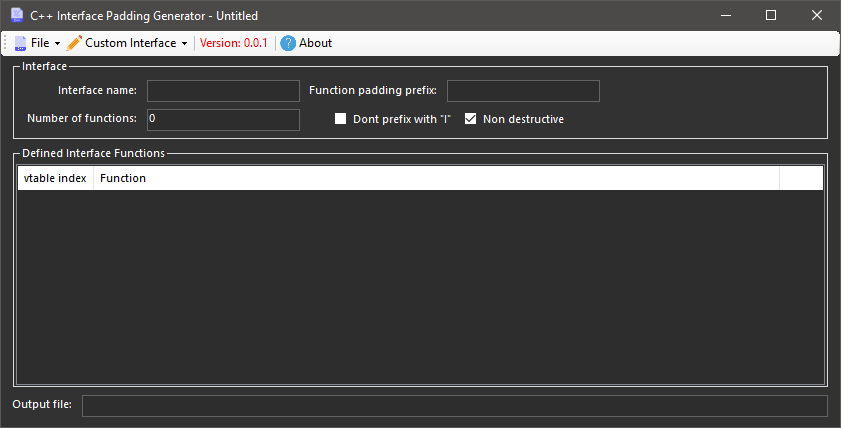 C++ Interface Padding Generator - Untitled
File Custom Interface Version: 0.0.1 ? About
Interface
Interface name: Function padding prefix:
Number of functions: 0 Dont prefix with "I" Non destructive
Defined Interface Functions
vtable index Function
Output file: